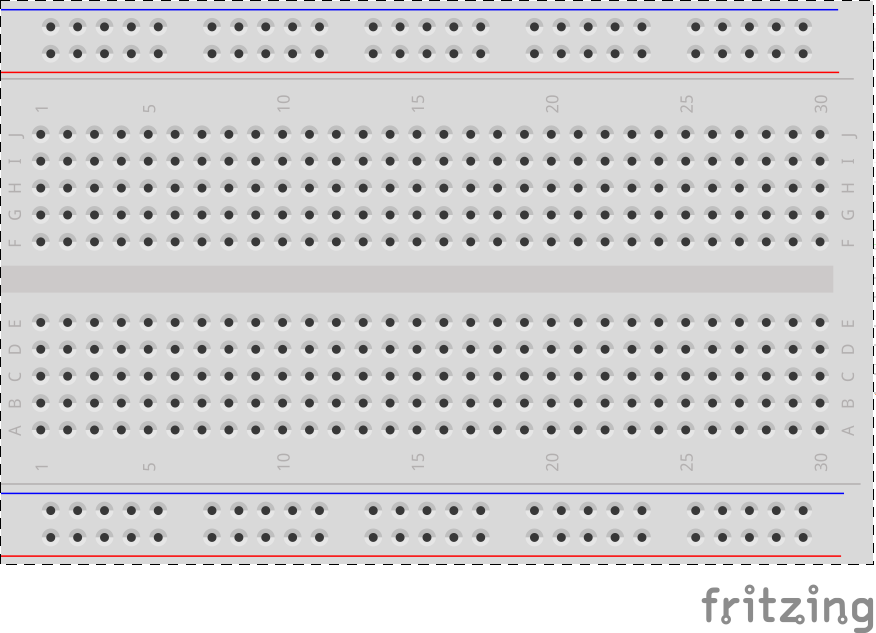 1 5 10 15 20 25 30
J J
I I
H H
G G
F F
E E
D D
C C
B B
A A
1 5 10 15 20 25 30
fritzing